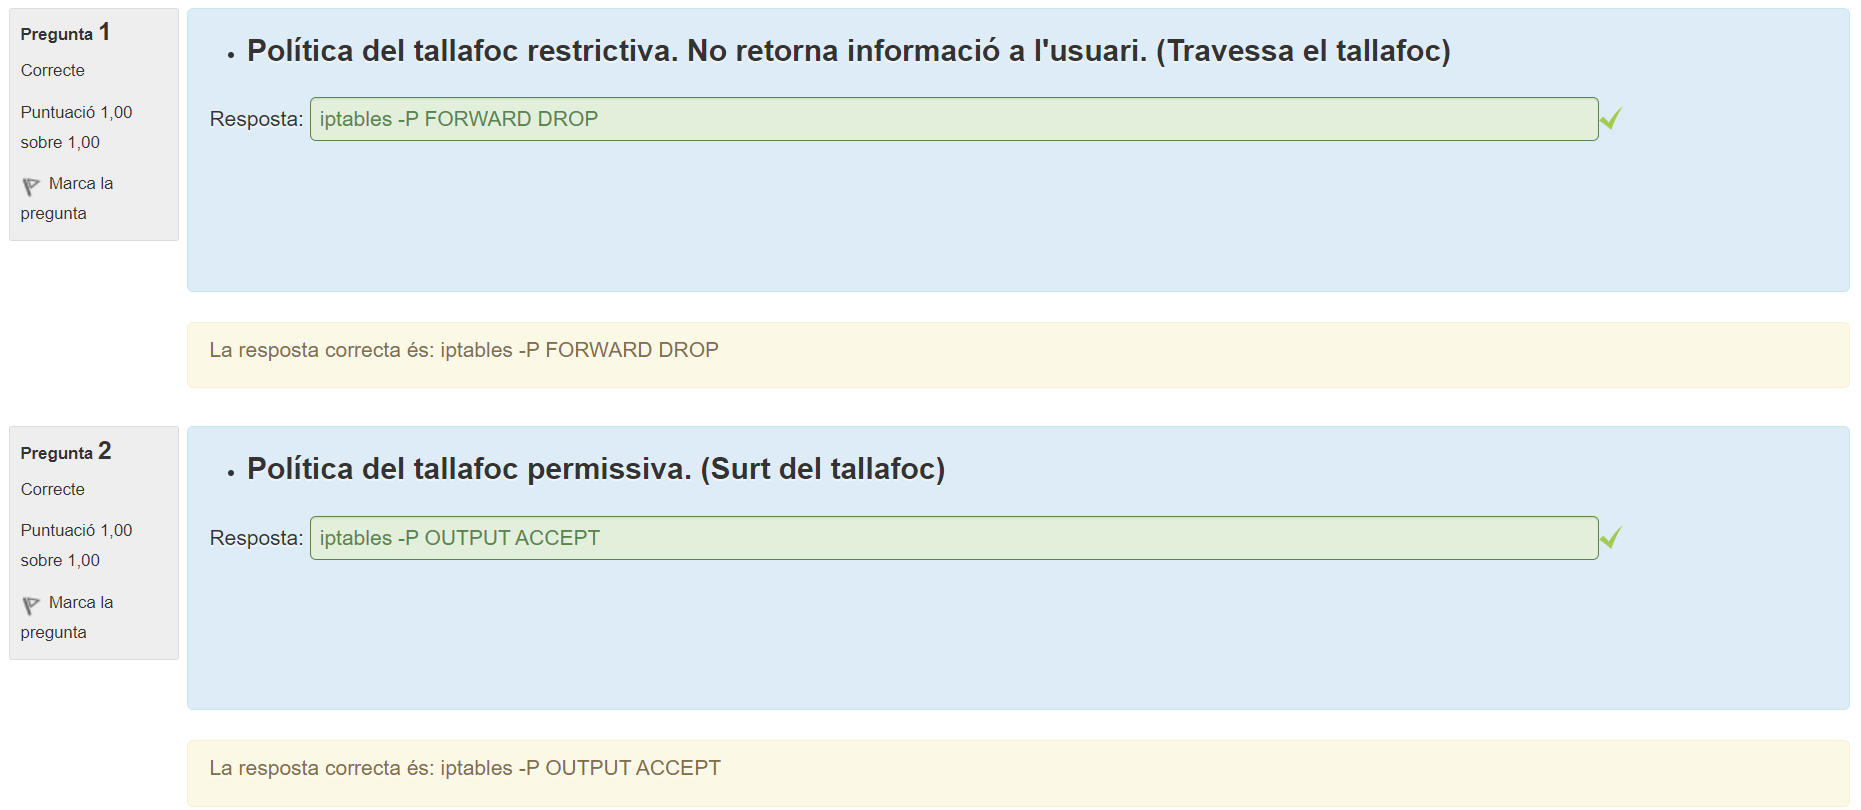 Pregunta 1
Correcte
Puntuació 1,00
sobre 1,00
Marca la
pregunta
• Política del tallafoc restrictiva. No retorna informació a l'usuari. (Travessa el tallafoc)
Resposta: iptables -P FORWARD DROP
La resposta correcta és: iptables -P FORWARD DROP
Pregunta 2
Correcte
Puntuació 1,00
sobre 1,00
Marca la
pregunta
• Política del tallafoc permissiva. (Surt del tallafoc)
Resposta: iptables -P OUTPUT ACCEPT
La resposta correcta és: iptables -P OUTPUT ACCEPT